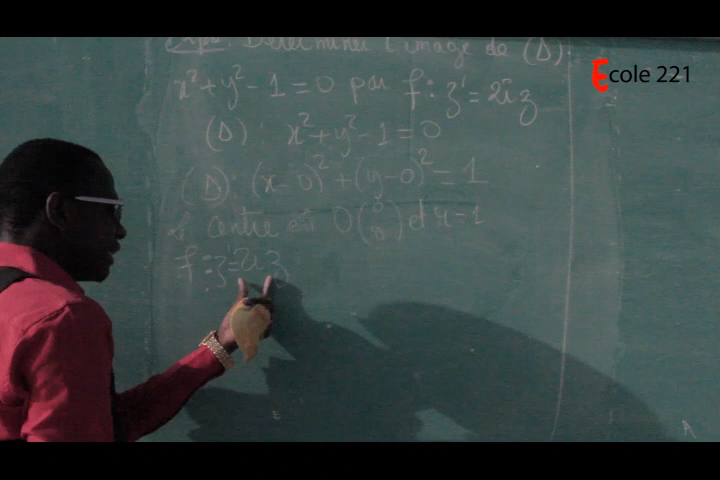 Exple: Déterminer l'image de (D):
x²+y²-1=0 par f: z'=2iz
(D) x²+y²-1=0
(D): (x-0)²+(y-0)²=1
centre O(0 0) et r=1
f: z'=2iz
Ecole 221